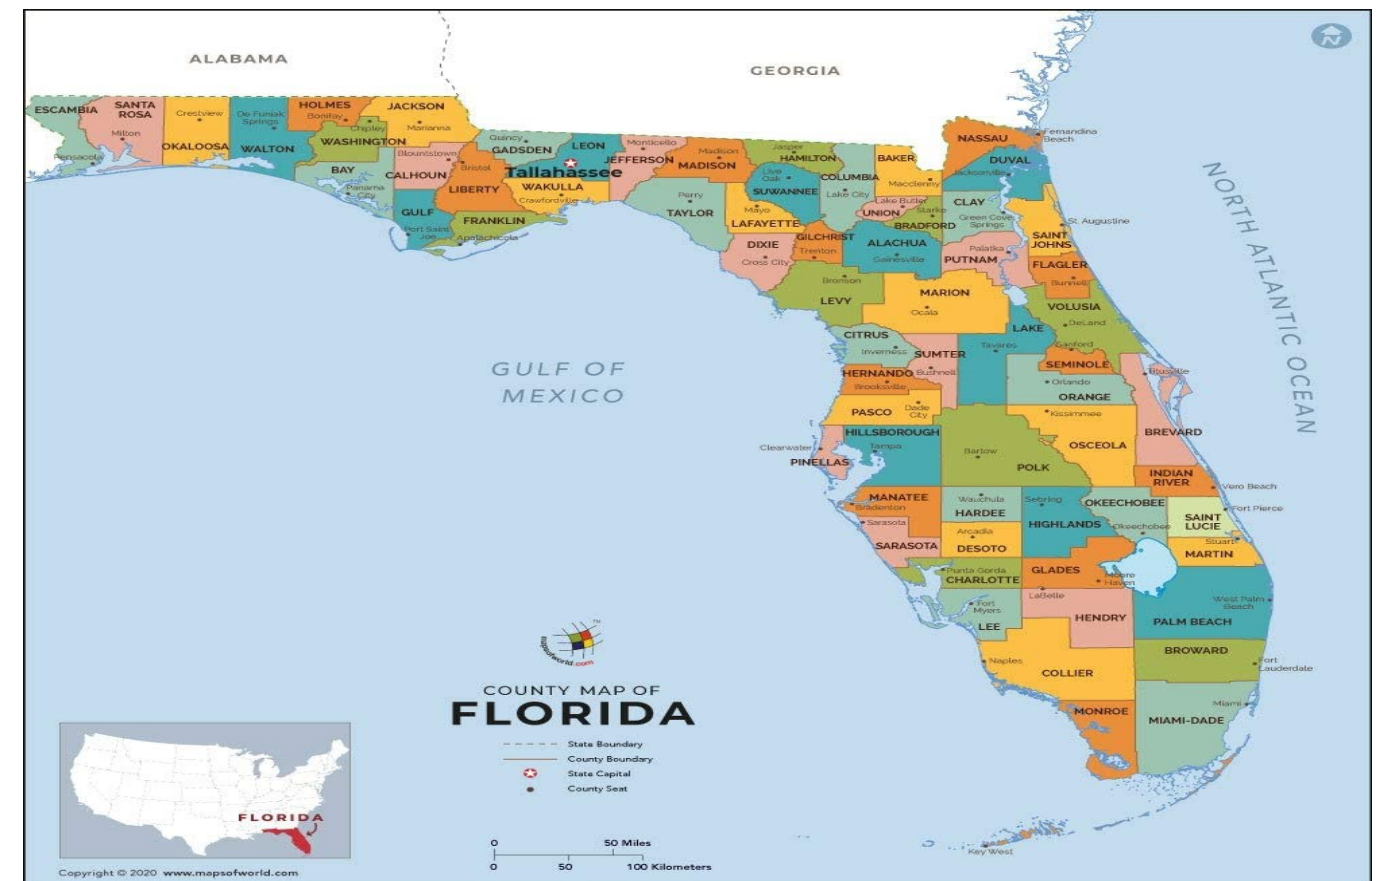 ALABAMA
GEORGIA
N
ESCAMBIA
Pensacola
SANTA
ROSA
Milton
Crestview
OKALOOSA
De Funiak
Springs
WALTON
HOLMES
Bonifay
Chipley
WASHINGTON
JACKSON
Marianna
BAY
Panama
City
Blountstown
CALHOUN
GULF
Port Saint
Joe
Bristol
LIBERTY
FRANKLIN
Apalachicola
Quincy
GADSDEN
LEON
Tallahassee
WAKULLA
Crawfordville
Monticello
JEFFERSON
Madison
MADISON
Perry
TAYLOR
Jasper
HAMILTON
Live
Oak
SUWANNEE
Mayo
LAFAYETTE
DIXIE
Cross City
GILCHRIST
Trenton
COLUMBIA
Lake City
BAKER
Macclenny
NASSAU
Fernandina
Beach
DUVAL
Jacksonville
Lake Butler
UNION
Starke
BRADFORD
CLAY
Green Cove
Springs
St. Augustine
SAINT
JOHNS
ALACHUA
Gainesville
Palatka
PUTNAM
FLAGLER
Bunnell
Bronson
LEVY
MARION
Ocala
VOLUSIA
DeLand
CITRUS
Inverness
SUMTER
Bushnell
LAKE
Tavares
Sanford
SEMINOLE
Orlando
ORANGE
Titusville
HERNANDO
Brooksville
PASCO
Dade
City
Kissimmee
OSCEOLA
BREVARD
HILLSBOROUGH
Tampa
Clearwater
PINELLAS
Bartow
POLK
INDIAN
RIVER
Vero Beach
MANATEE
Bradenton
Sarasota
SARASOTA
Wauchula
HARDEE
Arcadia
DESOTO
Sebring
HIGHLANDS
OKEECHOBEE
Okeechobee
SAINT
LUCIE
Fort Pierce
Stuart
MARTIN
Punta Gorda
CHARLOTTE
GLADES
Moore
Haven
Fort
Myers
LEE
LaBelle
HENDRY
West Palm
Beach
PALM BEACH
Naples
COLLIER
BROWARD
Fort
Lauderdale
MONROE
Miami
MIAMI-DADE
Key West
GULF OF
MEXICO
NORTH ATLANTIC OCEAN
TM
mapsofworld.com
COUNTY MAP OF
FLORIDA
State Boundary
County Boundary
State Capital
County Seat
0 50 Miles
0 50 100 Kilometers
FLORIDA
Copyright © 2020 www.mapsofworld.com